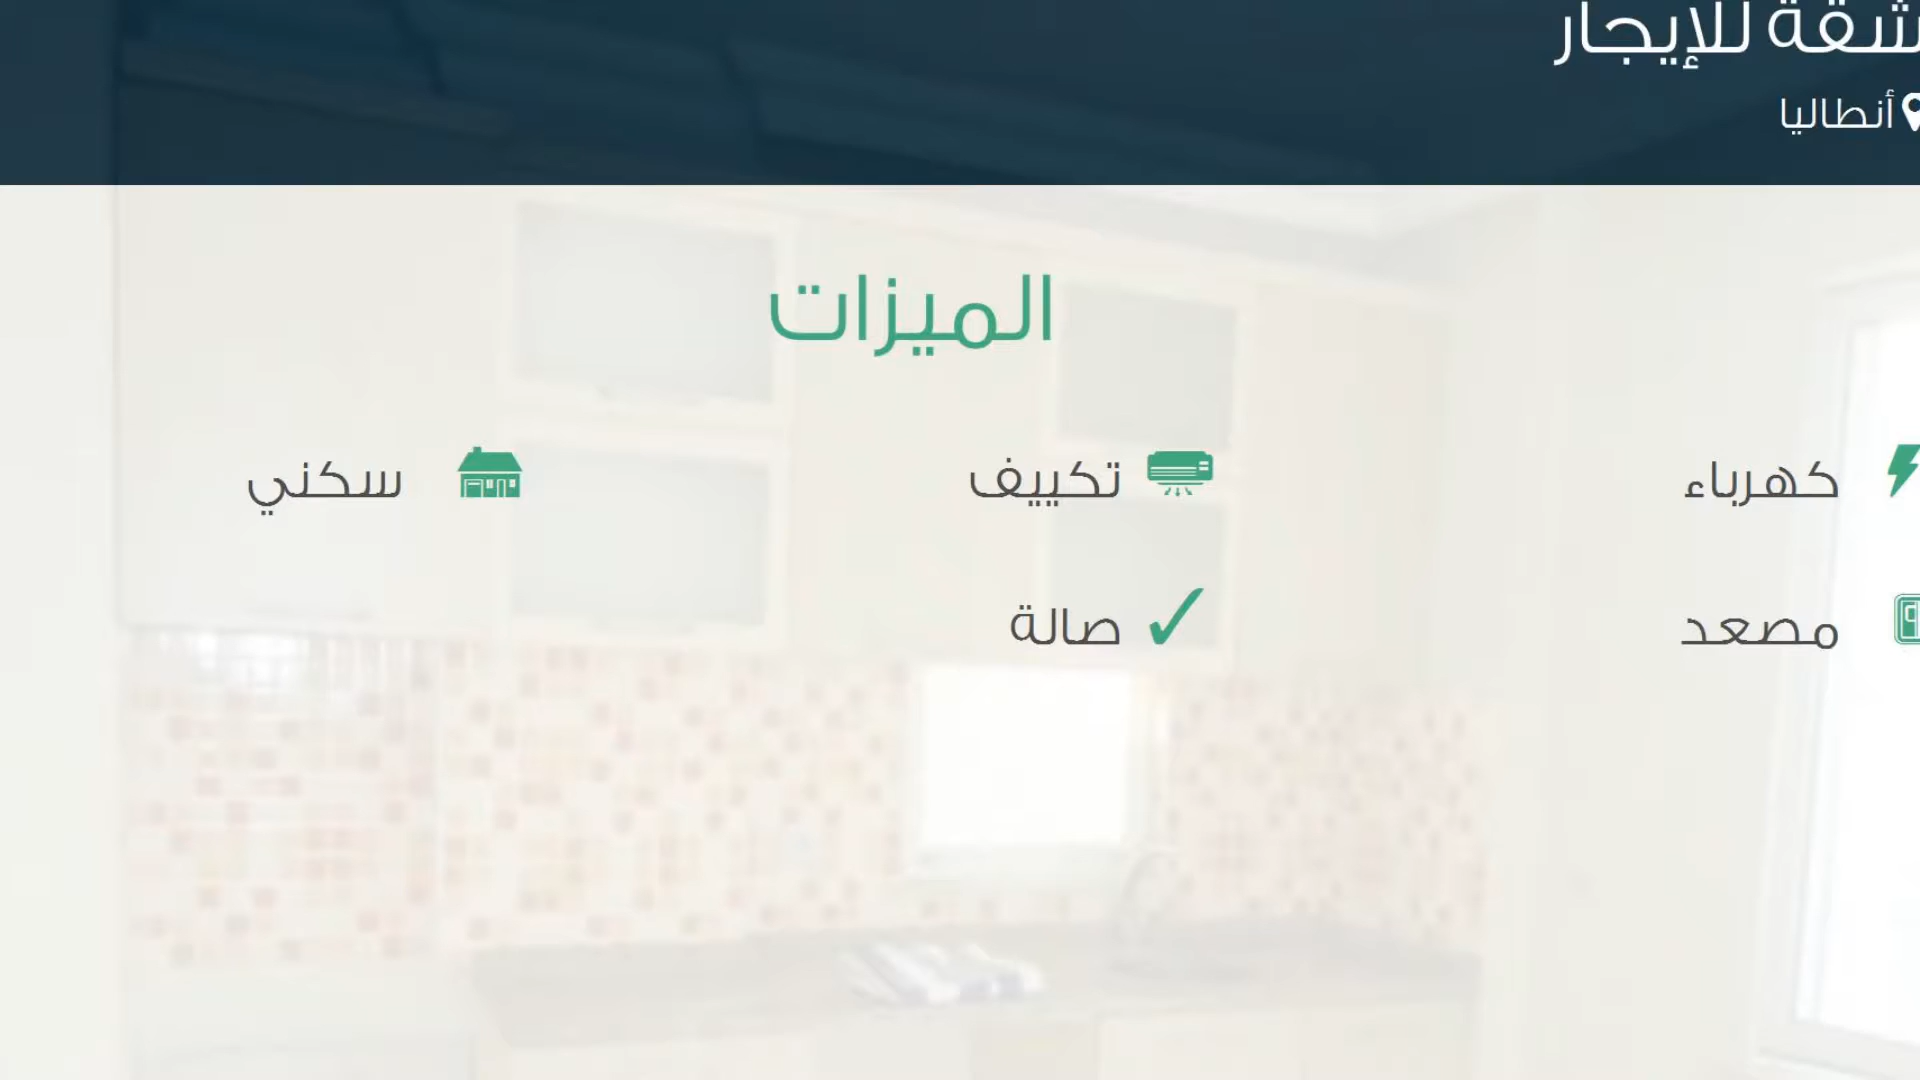 شقة للإيجار
أنطاليا
الميزات
كهرباء
تكييف
سكني
مصعد
صالة